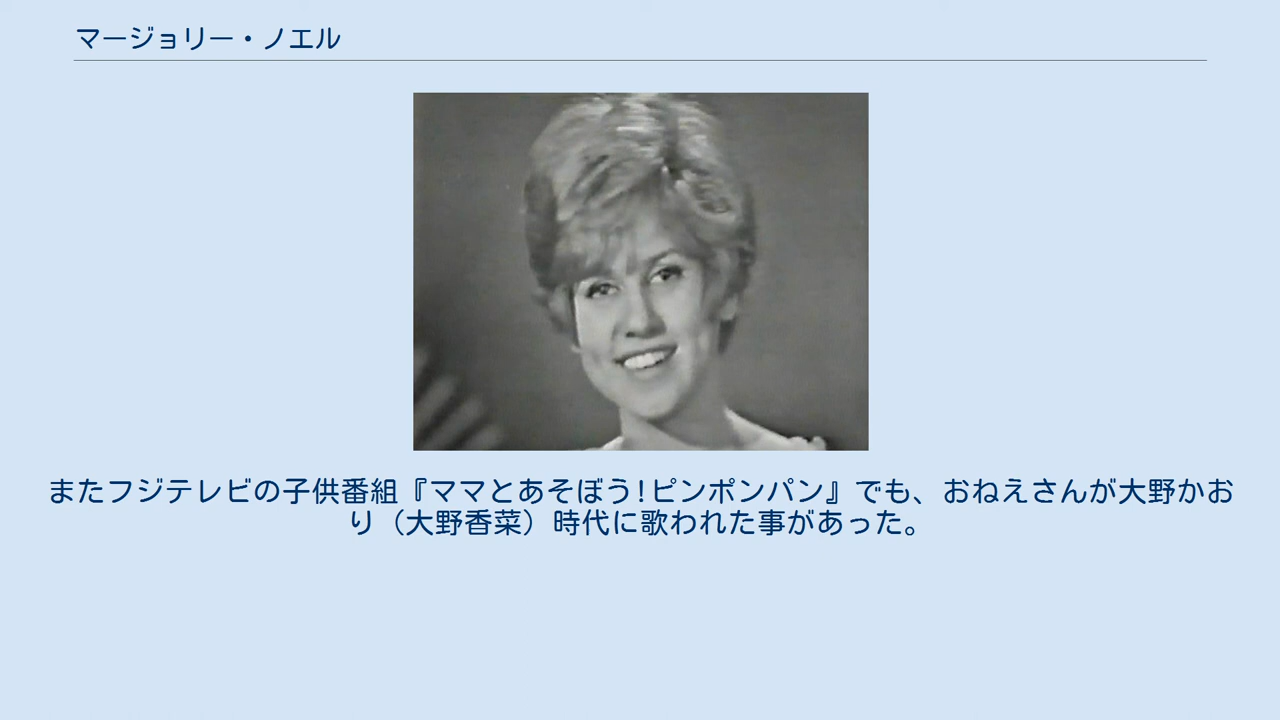 マージョリー・ノエル
またフジテレビの子供番組『ママとあそぼう!ピンポンパン』でも、おねえさんが大野かお
り（大野香菜）時代に歌われた事があった。